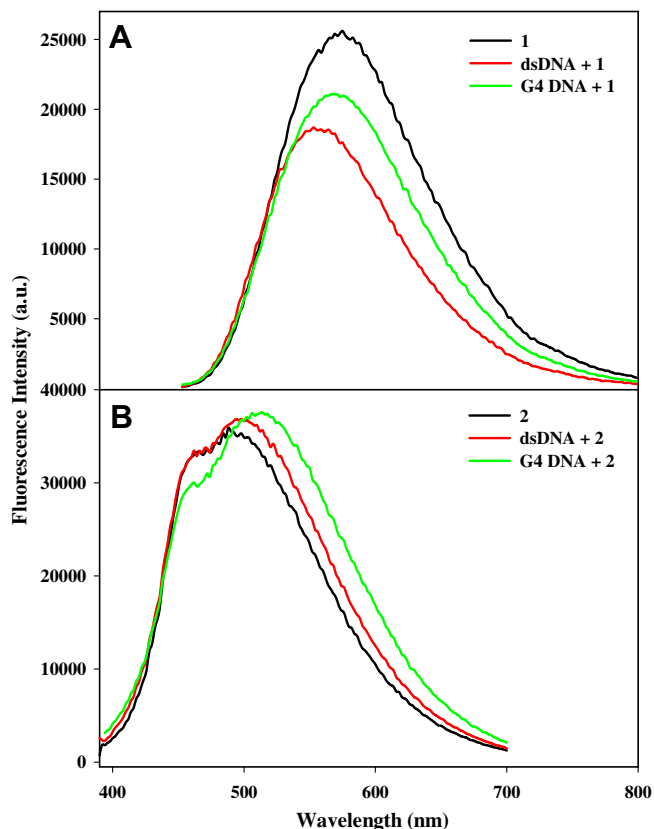 A
1
dsDNA + 1
G4 DNA + 1
25000
20000
15000
10000
5000
40000
B
2
dsDNA + 2
G4 DNA + 2
30000
20000
10000
0
400 500 600 700 800
Fluorescence Intensity (a.u.)
Wavelength (nm)